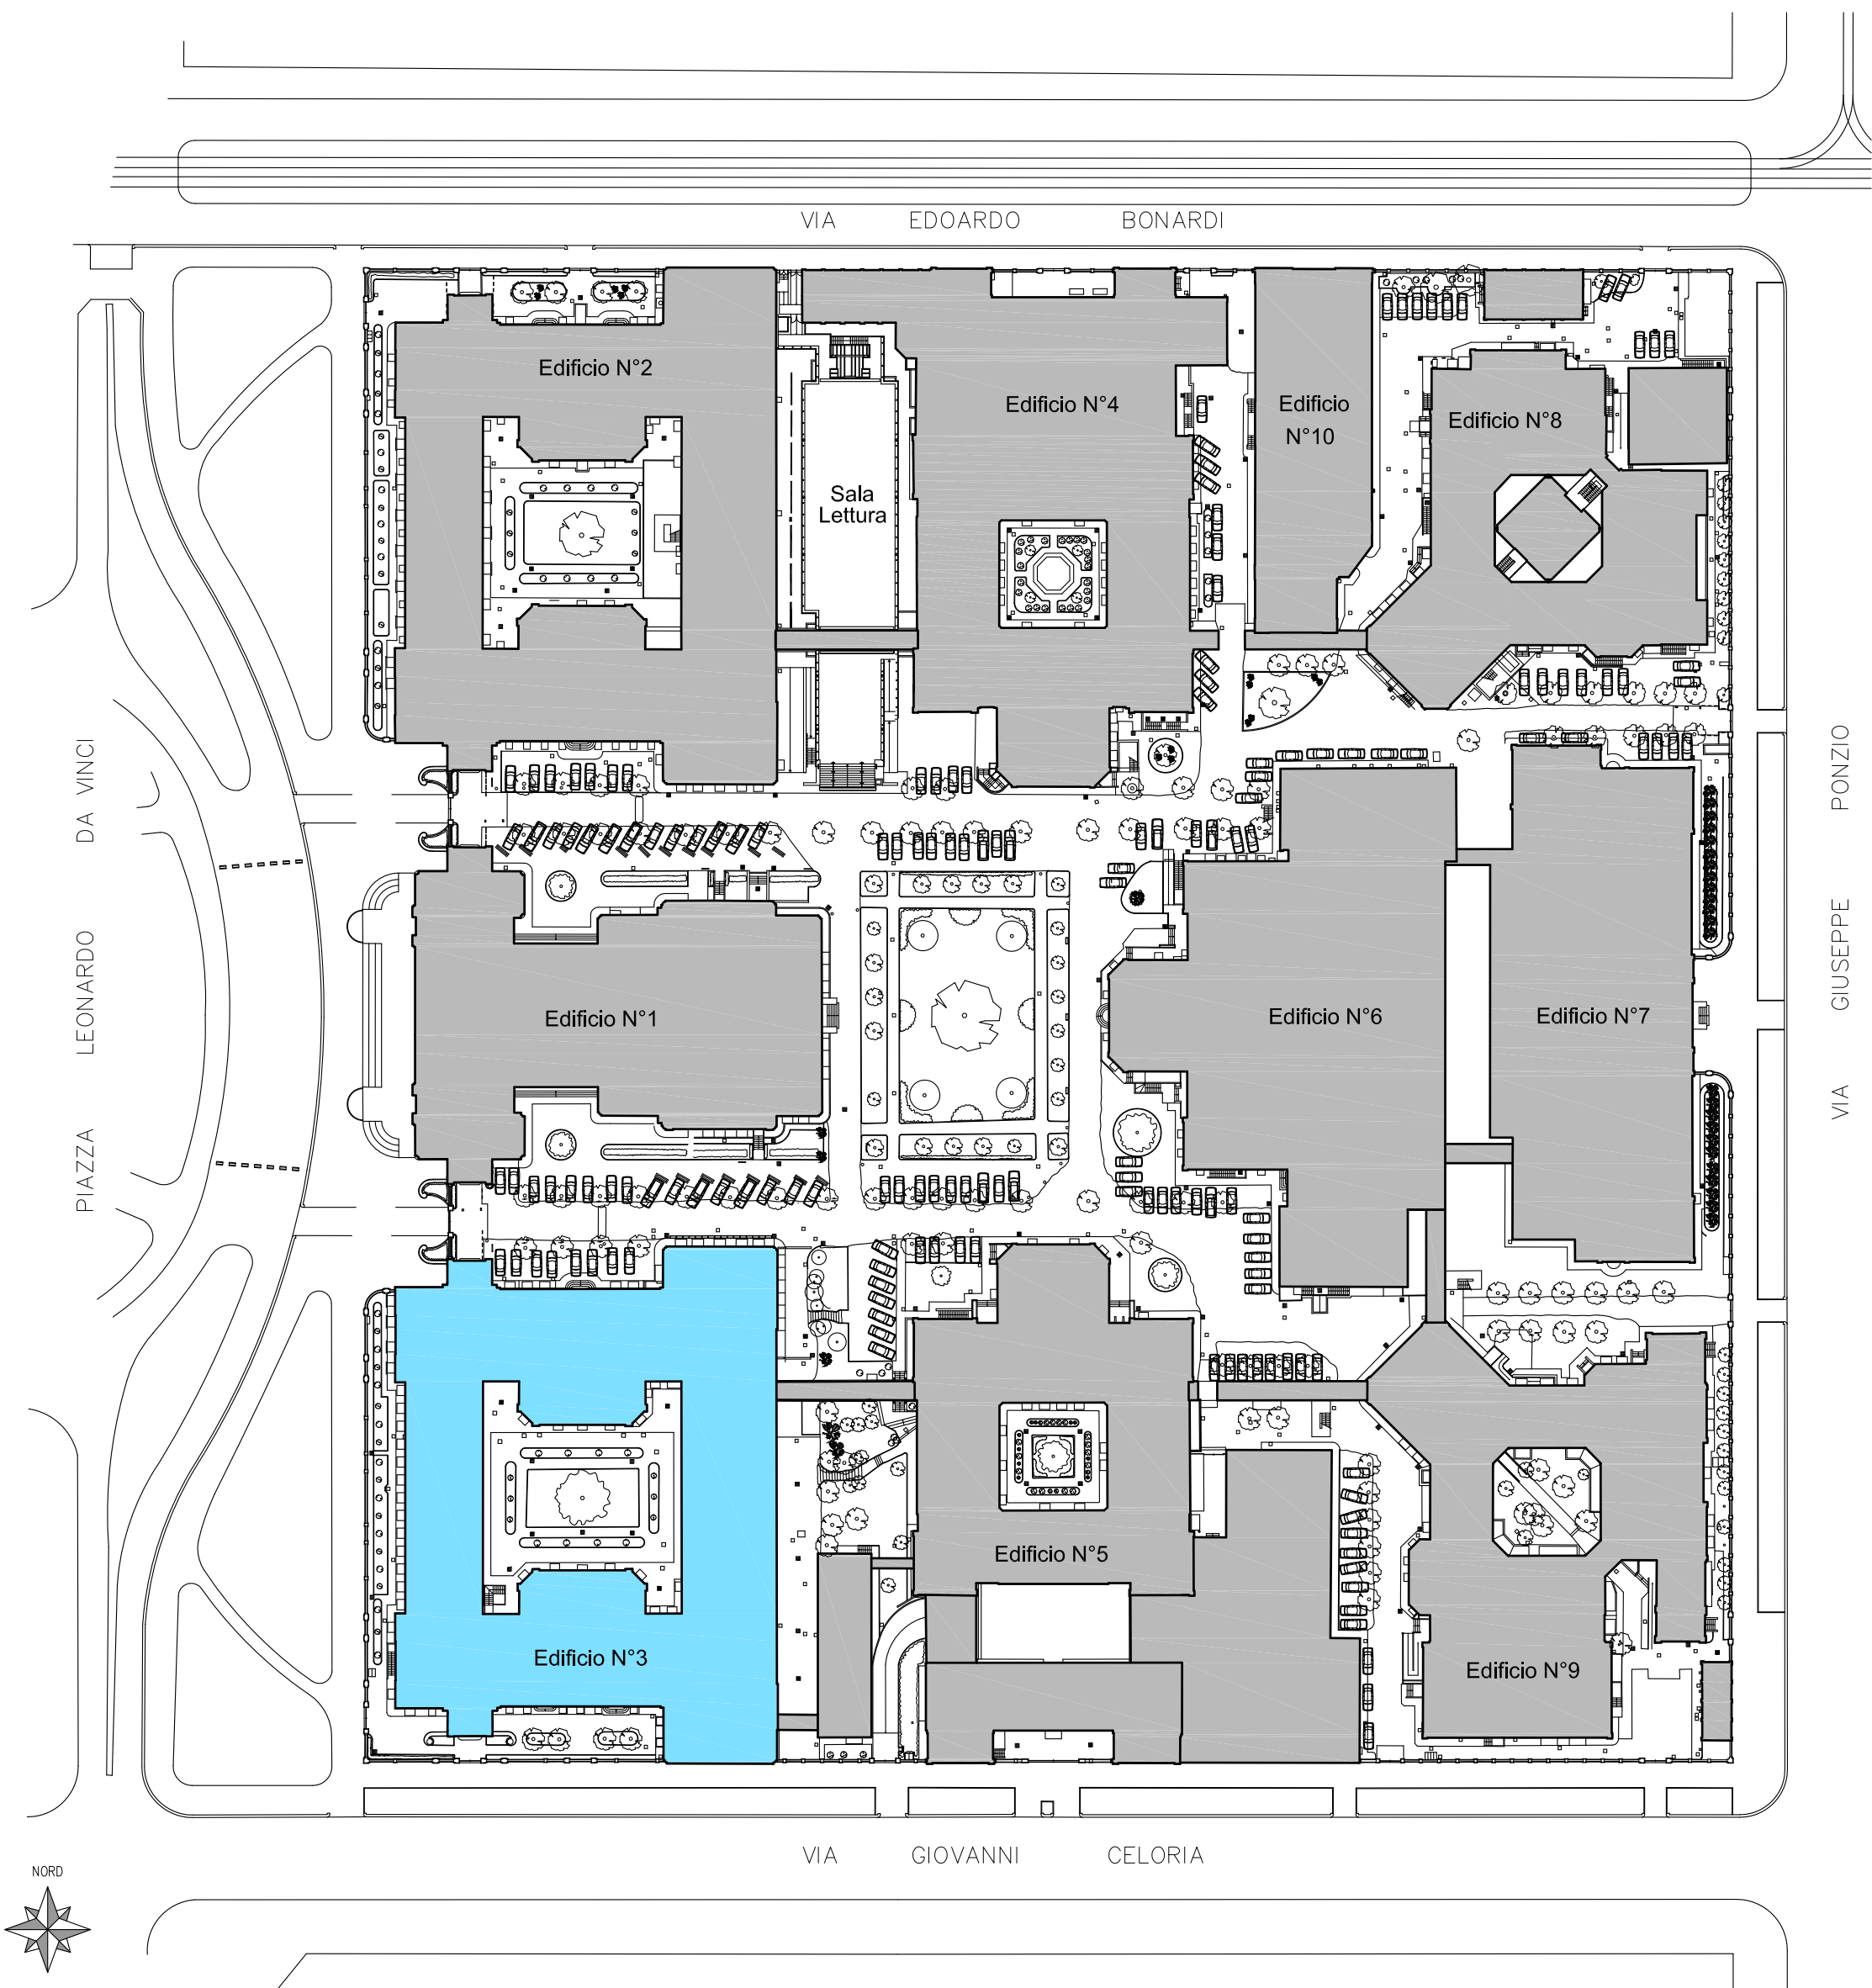 VIA EDOARDO BONARDI
Edificio N°2
Edificio N°4
Edificio
N°10
Edificio N°8
Sala
Lettura
PIAZZA LEONARDO DA VINCI
VIA GIUSEPPE PONZIO
Edificio N°1
Edificio N°6
Edificio N°7
Edificio N°5
Edificio N°3
Edificio N°9
VIA GIOVANNI CELORIA
NORD